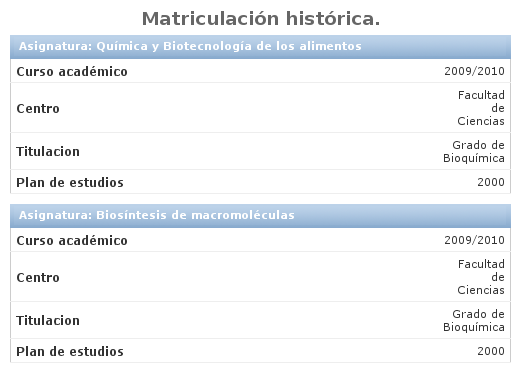 Matriculación histórica.
Asignatura: Química y Biotecnología de los alimentos
Curso académico 2009/2010
Centro Facultad
de
Ciencias
Titulacion Grado de
Bioquímica
Plan de estudios 2000
Asignatura: Biosíntesis de macromoléculas
Curso académico 2009/2010
Centro Facultad
de
Ciencias
Titulacion Grado de
Bioquímica
Plan de estudios 2000